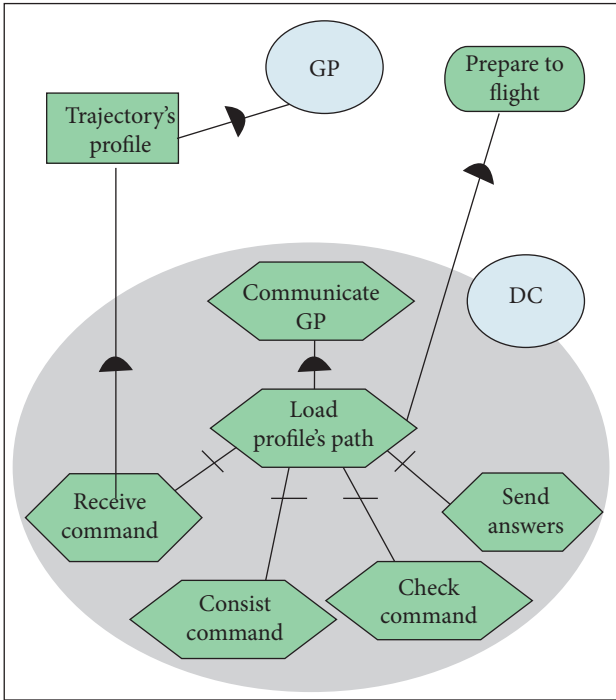 GP
Prepare to
flight
Trajectory's
profile
DC
Communicate
GP
Load
profile's path
Receive
command
Send
answers
Consist
command
Check
command